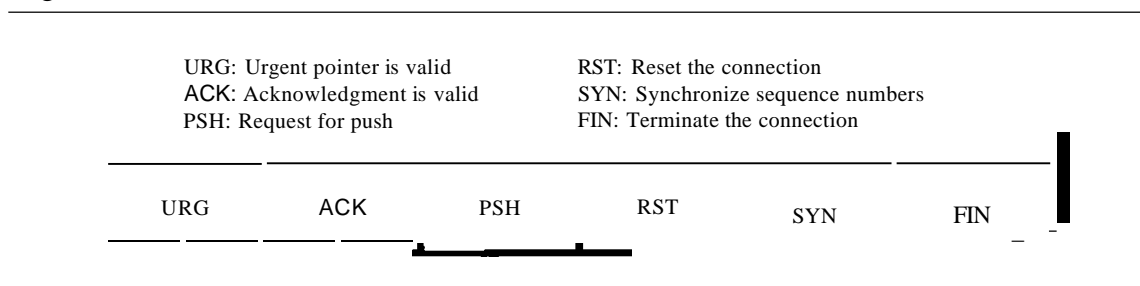 URG: Urgent pointer is valid
ACK: Acknowledgment is valid
PSH: Request for push
RST: Reset the connection
SYN: Synchronize sequence numbers
FIN: Terminate the connection
URG ACK PSH RST SYN FIN